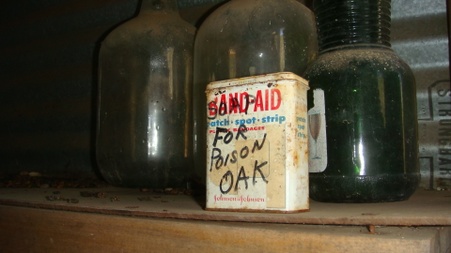 BAND-AID
patch·spot·strip
FOR
POISON
OAK
Johnson & Johnson